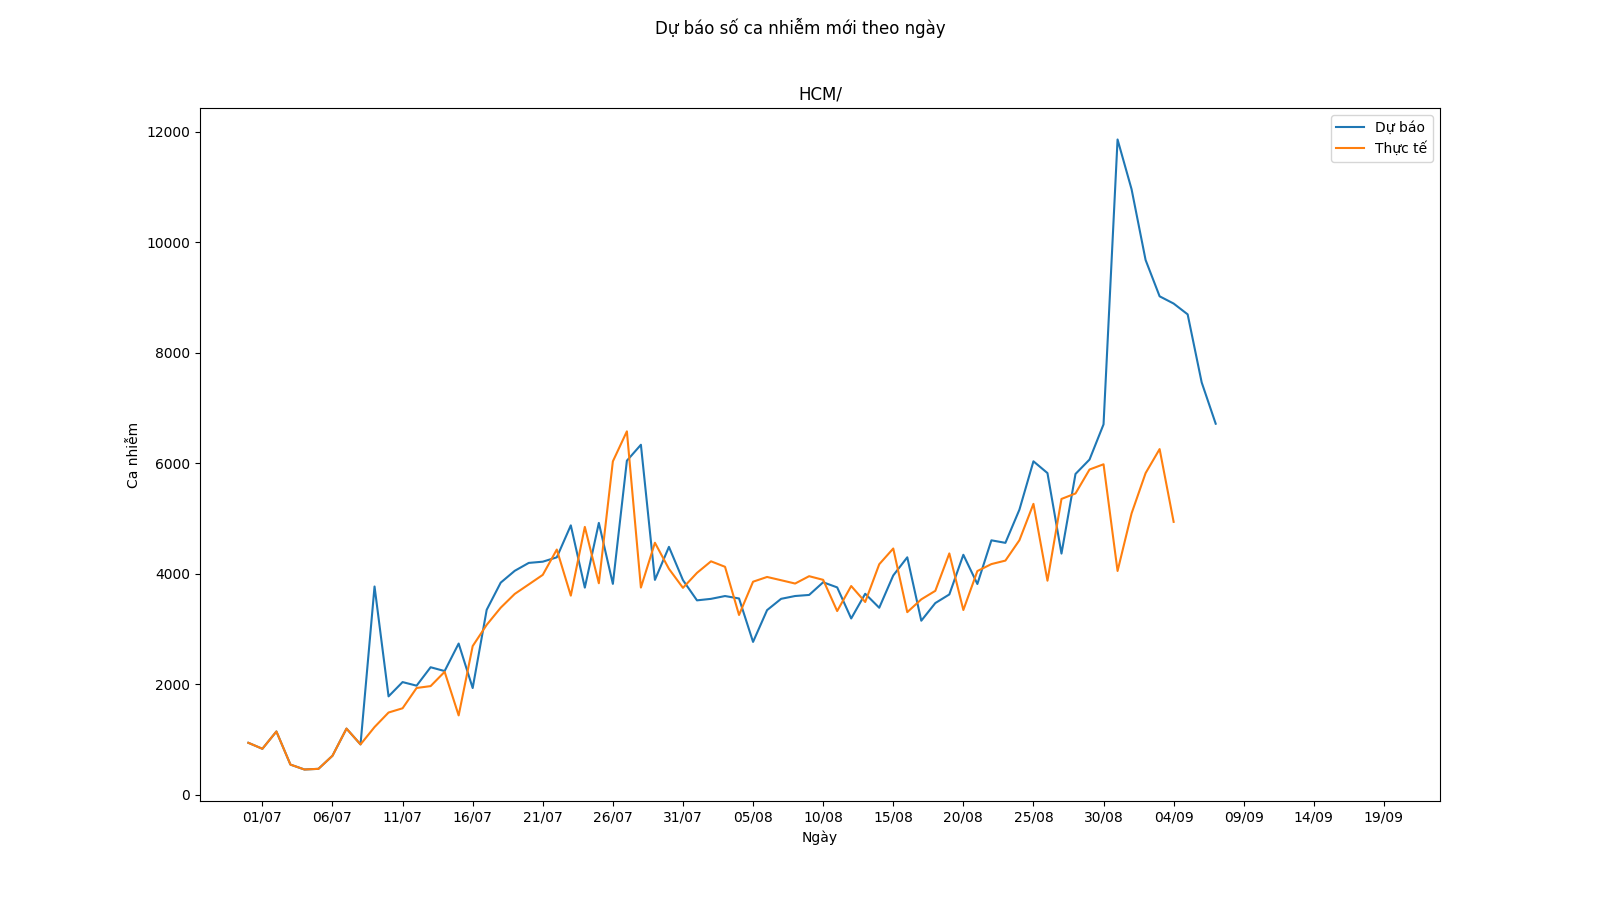 Dự báo số ca nhiễm mới theo ngày
HCM/
Dự báo
Thực tế
12000
10000
8000
6000
4000
2000
0
Ca nhiễm
01/07 06/07 11/07 16/07 21/07 26/07 31/07 05/08 10/08 15/08 20/08 25/08 30/08 04/09 09/09 14/09 19/09
Ngày